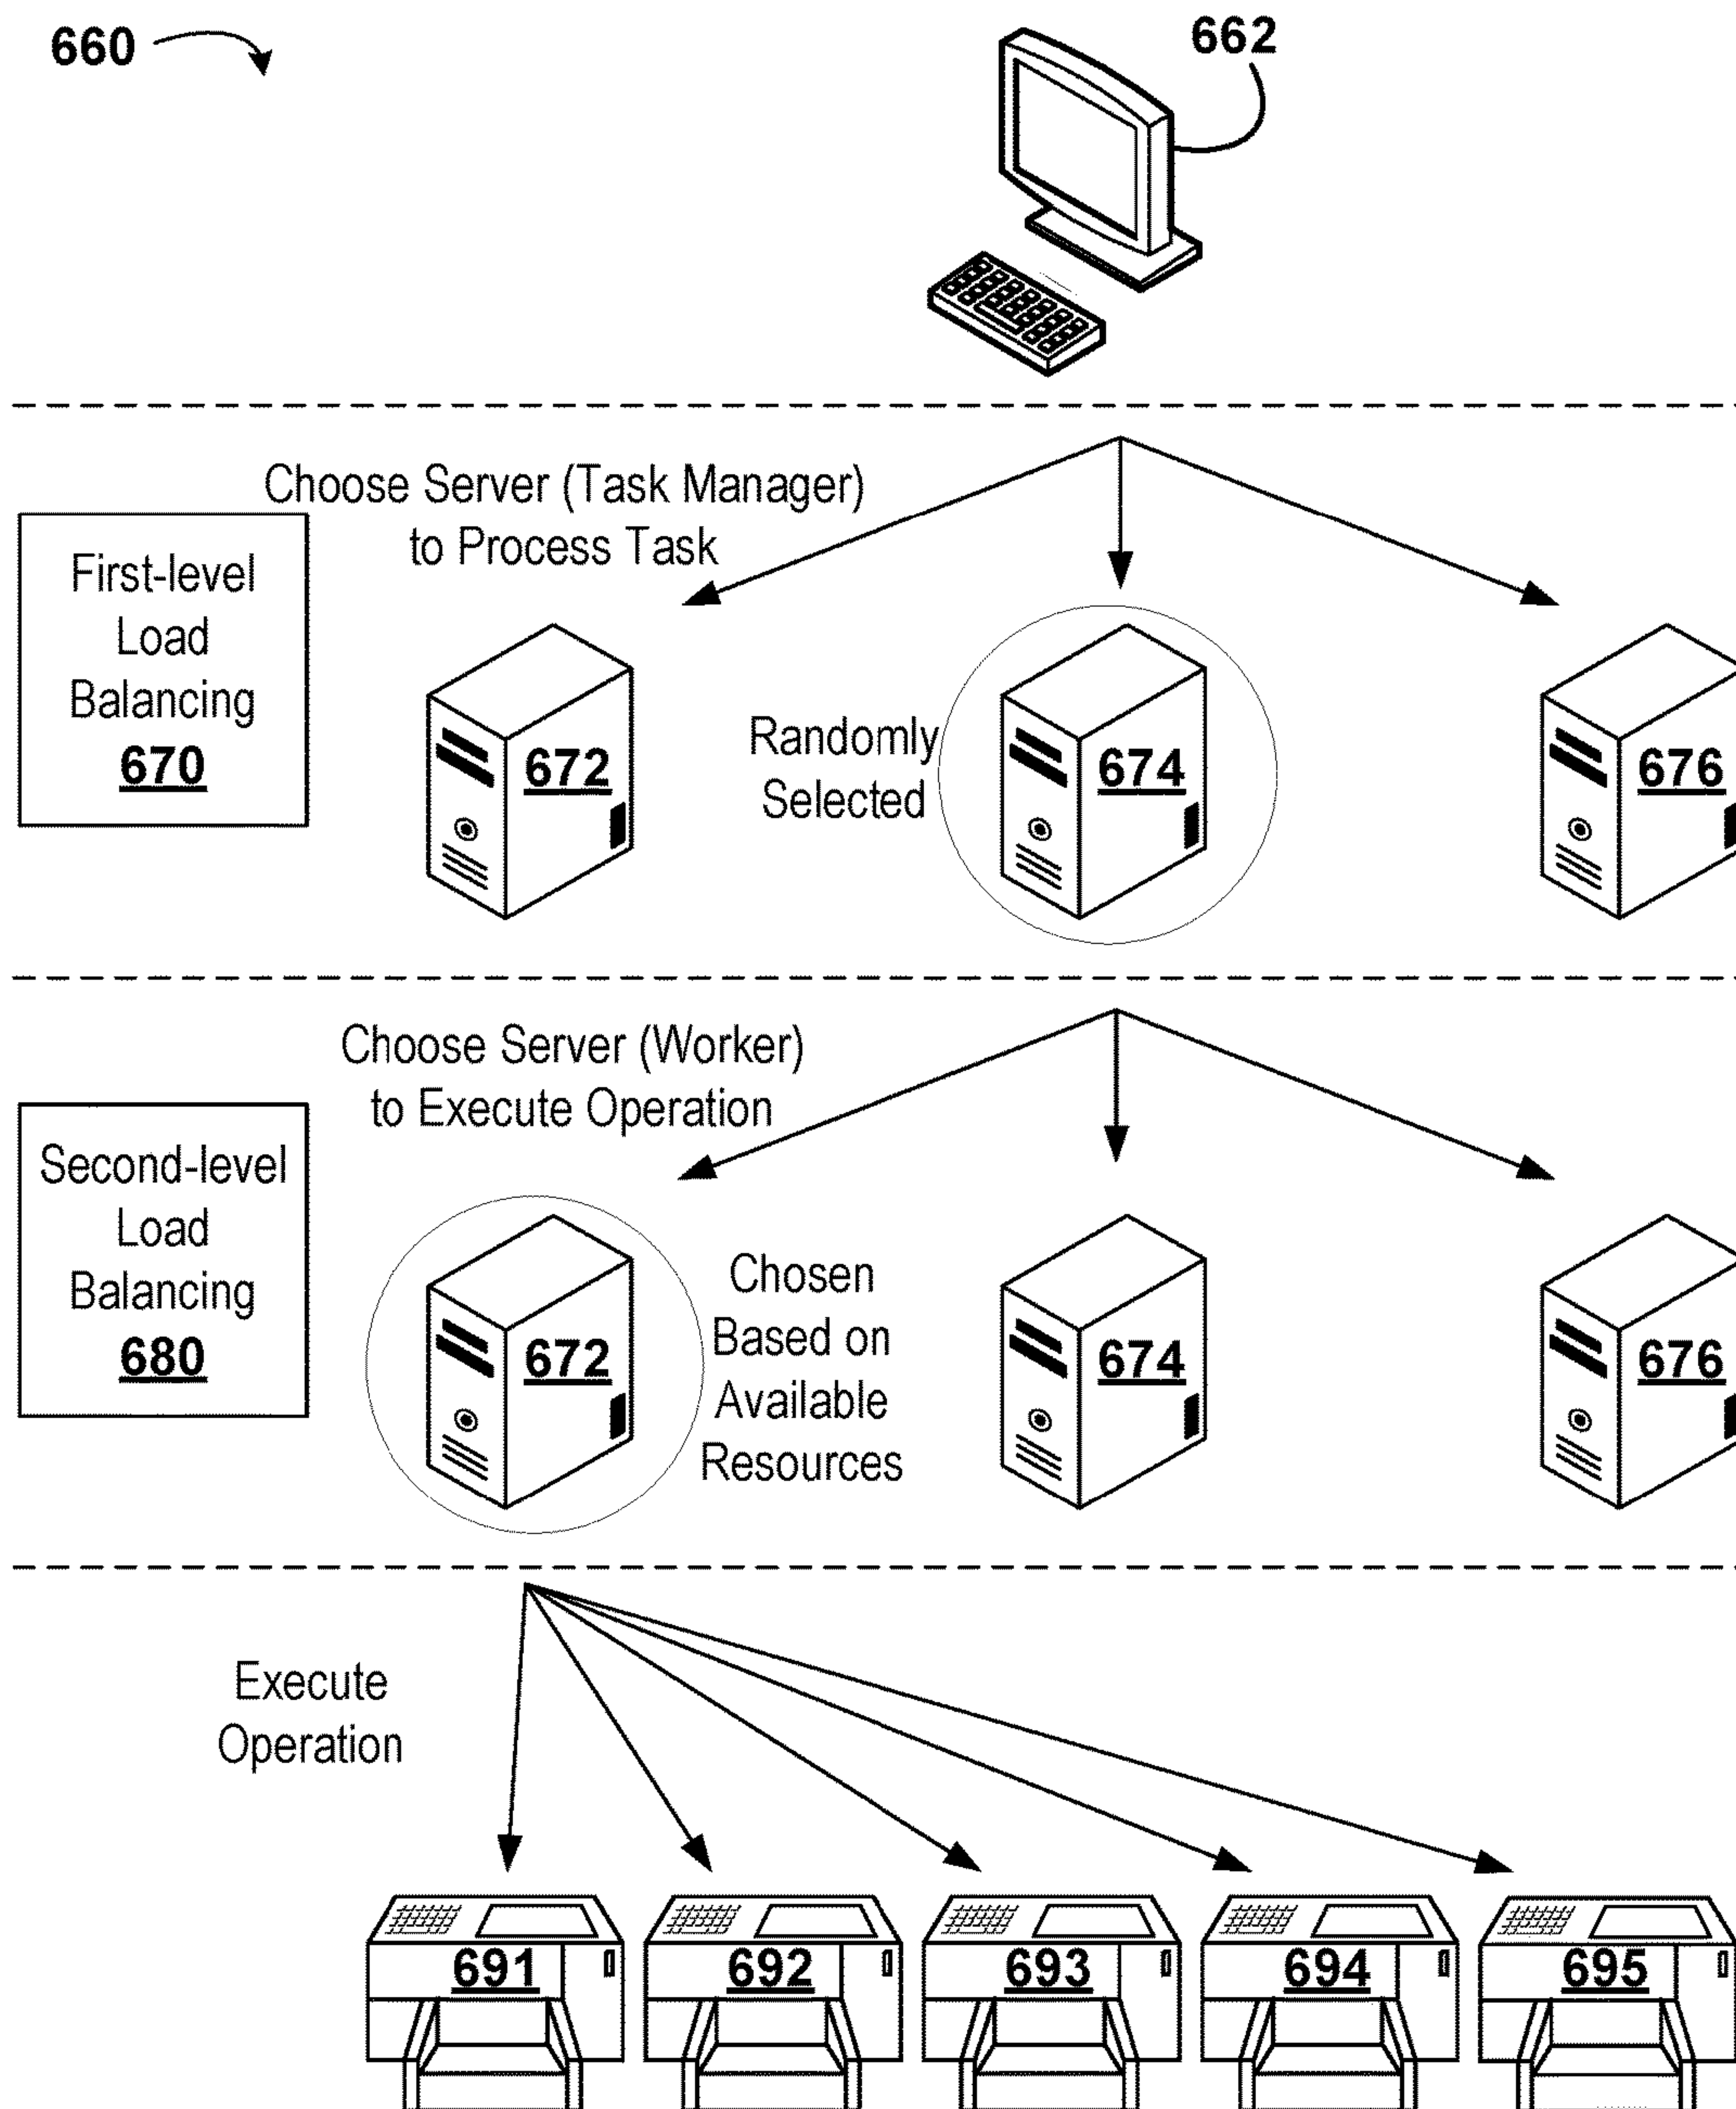 660
662
Choose Server (Task Manager)
to Process Task
First-level
Load
Balancing
670
672
Randomly
Selected
674
676
Choose Server (Worker)
to Execute Operation
Second-level
Load
Balancing
680
672
Chosen
Based on
Available
Resources
674
676
Execute
Operation
691
692
693
694
695